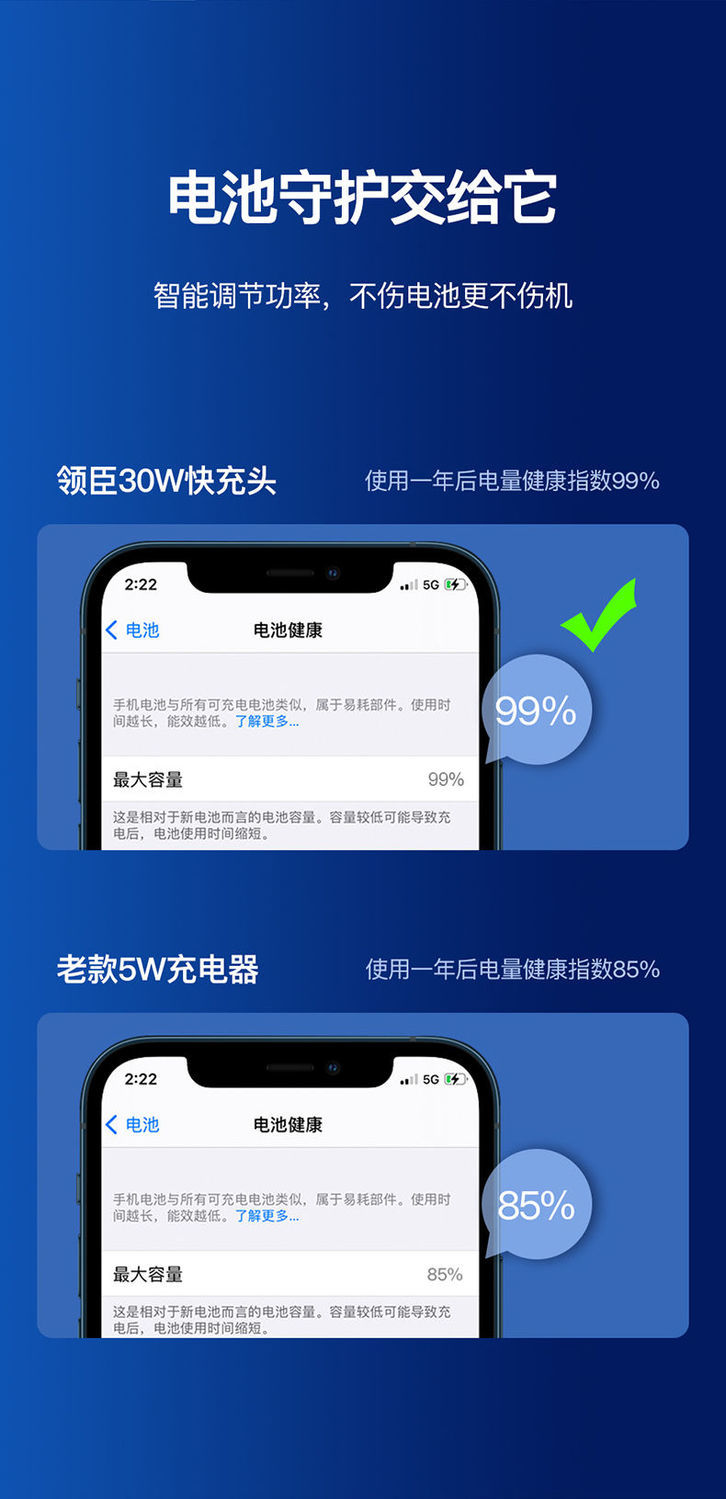 电池守护交给它
智能调节功率，不伤电池更不伤机
领臣30W快充头
使用一年后电量健康指数99%
2:22
5G
电池
电池健康
手机电池与所有可充电电池类似，属于易耗部件。使用时
间越长，能效越低。了解更多...
99%
最大容量
99%
这是相对于新电池而言的电池容量。容量较低可能导致充
电后，电池使用时间缩短。
老款5W充电器
使用一年后电量健康指数85%
2:22
5G
电池
电池健康
手机电池与所有可充电电池类似，属于易耗部件。使用时
间越长，能效越低。了解更多...
85%
最大容量
85%
这是相对于新电池而言的电池容量。容量较低可能导致充
电后，电池使用时间缩短。